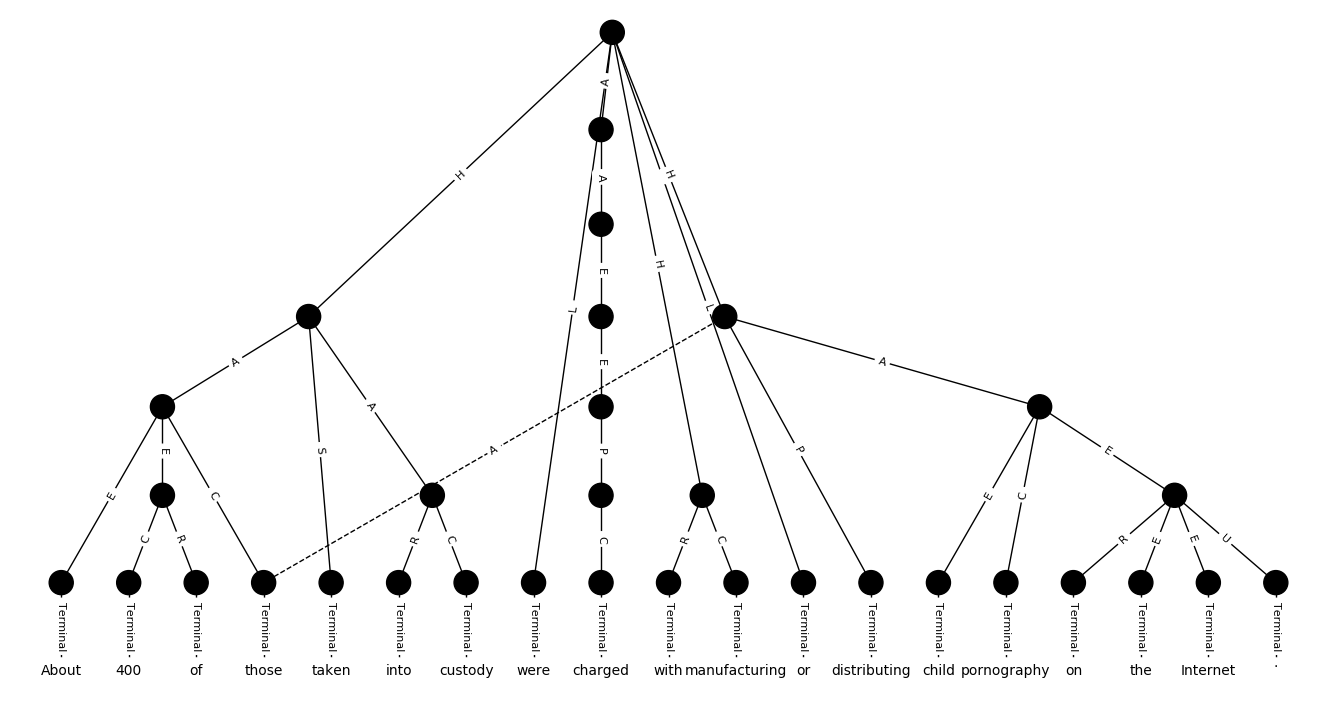 A
H A H
H
L L
E
A E A
A
E S A P E
E C E C
C R R C C R C R E E U
Terminal Terminal Terminal Terminal Terminal Terminal Terminal Terminal Terminal Terminal Terminal Terminal Terminal Terminal Terminal Terminal Terminal Terminal Terminal
About 400 of those taken into custody were charged with manufacturing or distributing child pornography on the Internet .